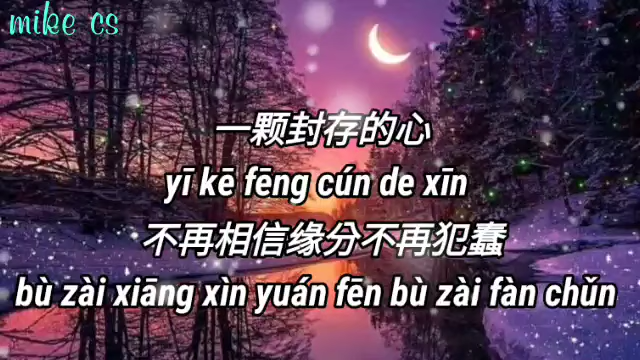 mike cs
一颗封存的心
yī kē fēng cún de xīn
不再相信缘分不再犯蠢
bù zài xiāng xìn yuán fēn bù zài fàn chǔn